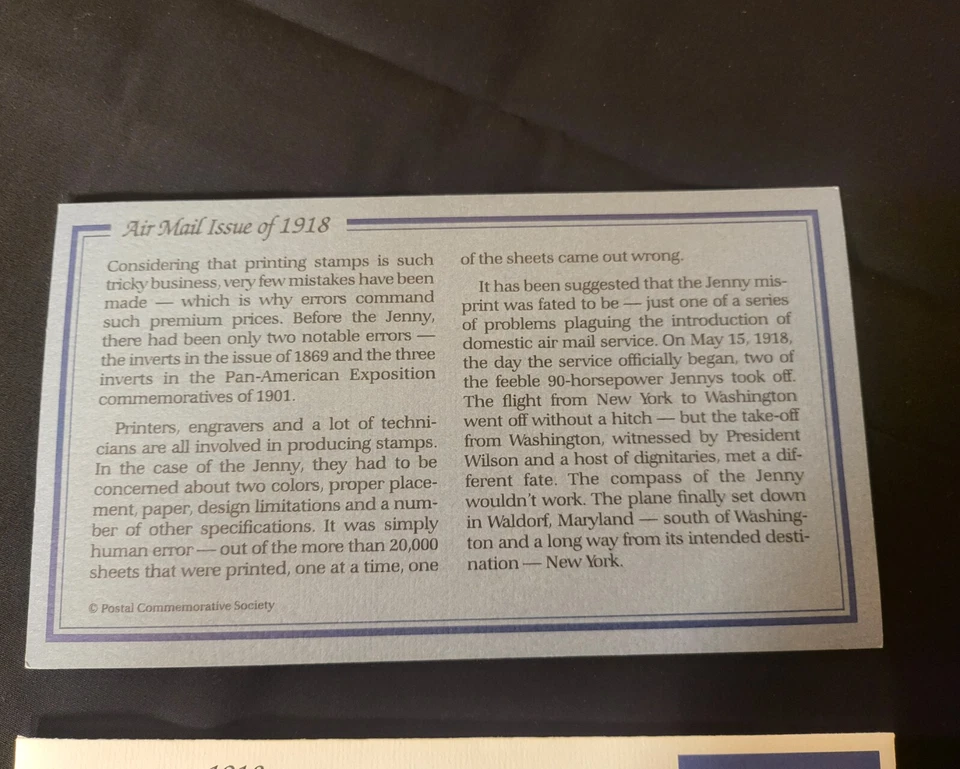 Air Mail Issue of 1918
Considering that printing stamps is such
tricky business, very few mistakes have been
made — which is why errors command
such premium prices. Before the Jenny,
there had been only two notable errors —
the inverts in the issue of 1869 and the three
inverts in the Pan-American Exposition
commemoratives of 1901.
Printers, engravers and a lot of techni-
cians are all involved in producing stamps.
In the case of the Jenny, they had to be
concerned about two colors, proper place-
ment, paper, design limitations and a num-
ber of other specifications. It was simply
human error — out of the more than 20,000
sheets that were printed, one at a time, one
of the sheets came out wrong.
It has been suggested that the Jenny mis-
print was fated to be — just one of a series
of problems plaguing the introduction of
domestic air mail service. On May 15, 1918,
the day the service officially began, two of
the feeble 90-horsepower Jennys took off.
The flight from New York to Washington
went off without a hitch — but the take-off
from Washington, witnessed by President
Wilson and a host of dignitaries, met a dif-
ferent fate. The compass of the Jenny
wouldn't work. The plane finally set down
in Waldorf, Maryland — south of Washing-
ton and a long way from its intended desti-
nation — New York.
© Postal Commemorative Society